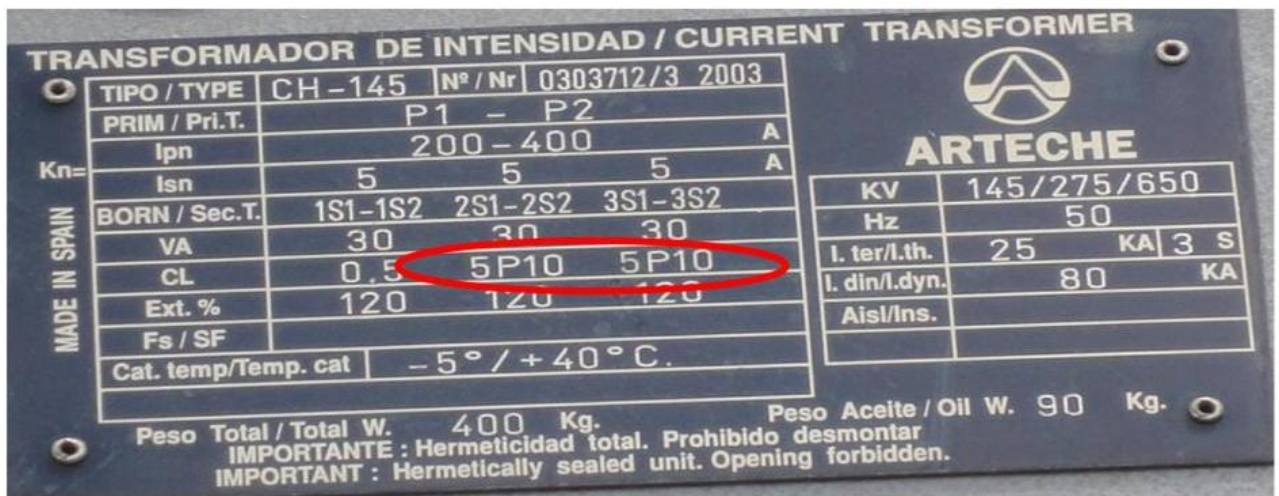 TRANSFORMADOR DE INTENSIDAD / CURRENT TRANSFORMER
TIPO / TYPE CH-145 Nº / Nr 0303712/3 2003
PRIM / Pri.T. P1 - P2
Ipn 200-400 A
Kn=
Isn 5 5 5 A
BORN / Sec.T. 1S1-1S2 2S1-2S2 3S1-3S2
VA 30 30 30
CL 0,5 5P10 5P10
Ext. % 120 120 120
Fs / SF
Cat. temp/Temp. cat -5°/+40°C.
MADE IN SPAIN
ARTECHE
KV 145/275/650
Hz 50
I. ter/I.th. 25 KA 3 S
I. din/I.dyn. 80 KA
Aisl/Ins.
Peso Total / Total W. 400 Kg. Peso Aceite / Oil W. 90 Kg.
IMPORTANTE : Hermeticidad total. Prohibido desmontar
IMPORTANT : Hermetically sealed unit. Opening forbidden.